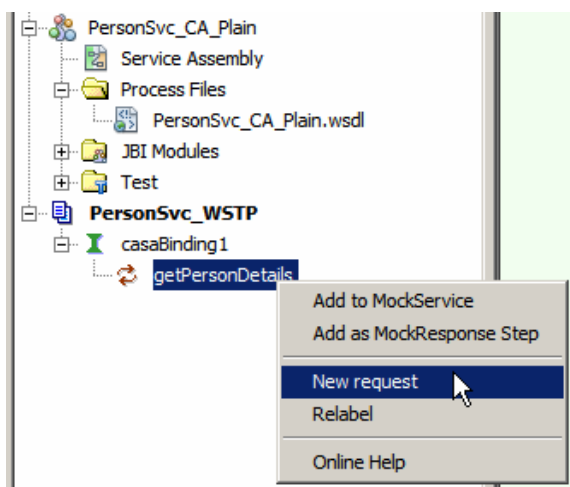 PersonSvc_CA_Plain
Service Assembly
Process Files
PersonSvc_CA_Plain.wsdl
JBI Modules
Test
PersonSvc_WSTP
casaBinding1
getPersonDetails
Add to MockService
Add as MockResponse Step
New request
Relabel
Online Help